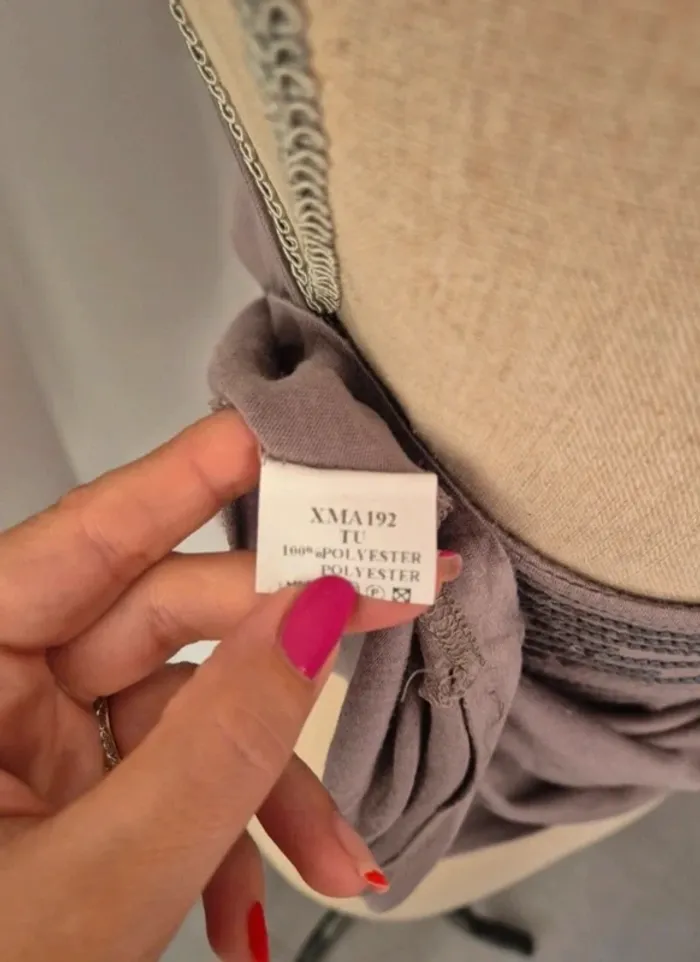 XMA192
TU
100% POLYESTER
POLYESTER
P